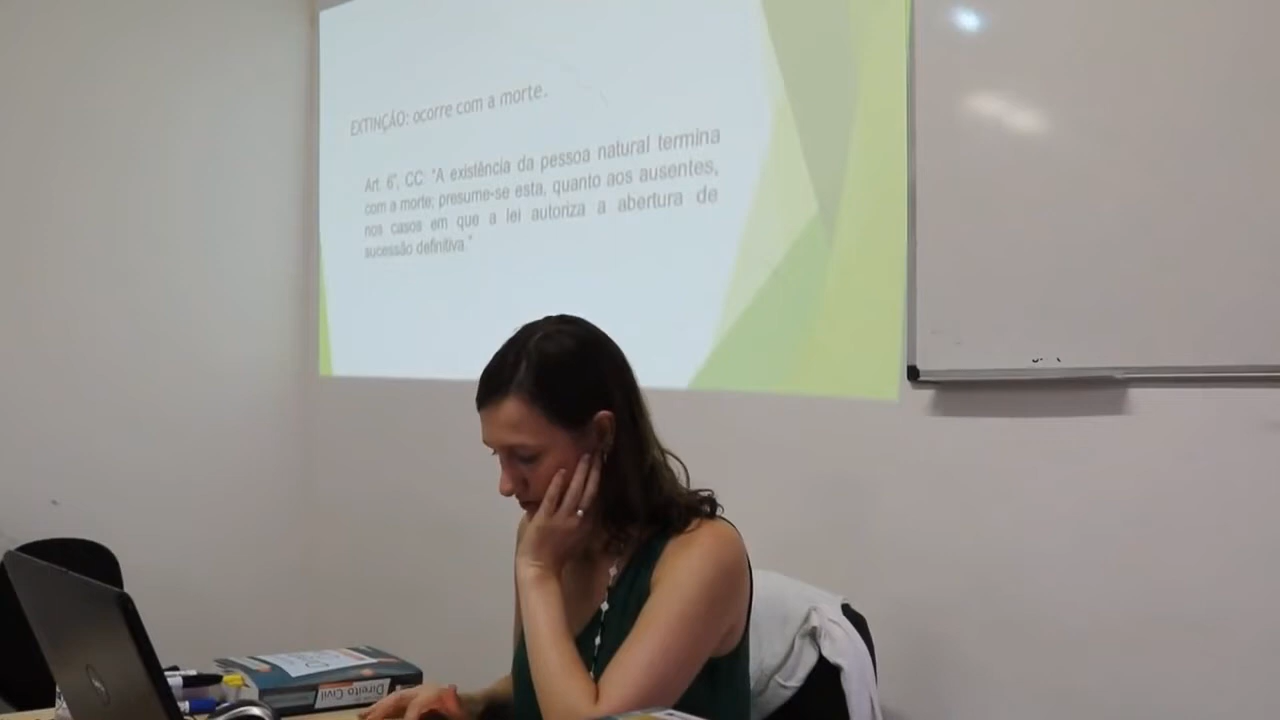 EXTINÇÃO: ocorre com a morte.
Art. 6º, CC: “A existência da pessoa natural termina
com a morte; presume-se esta, quanto aos ausentes,
nos casos em que a lei autoriza a abertura de
sucessão definitiva.”
Direito Civil